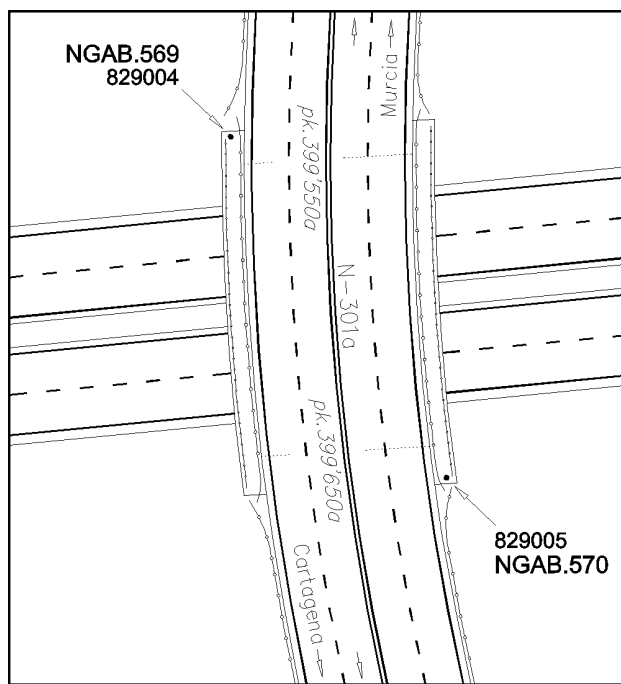 NGAB.569
829004
Murcia
pk.399'550a
N-301a
pk.399'650a
Cartagena
829005
NGAB.570